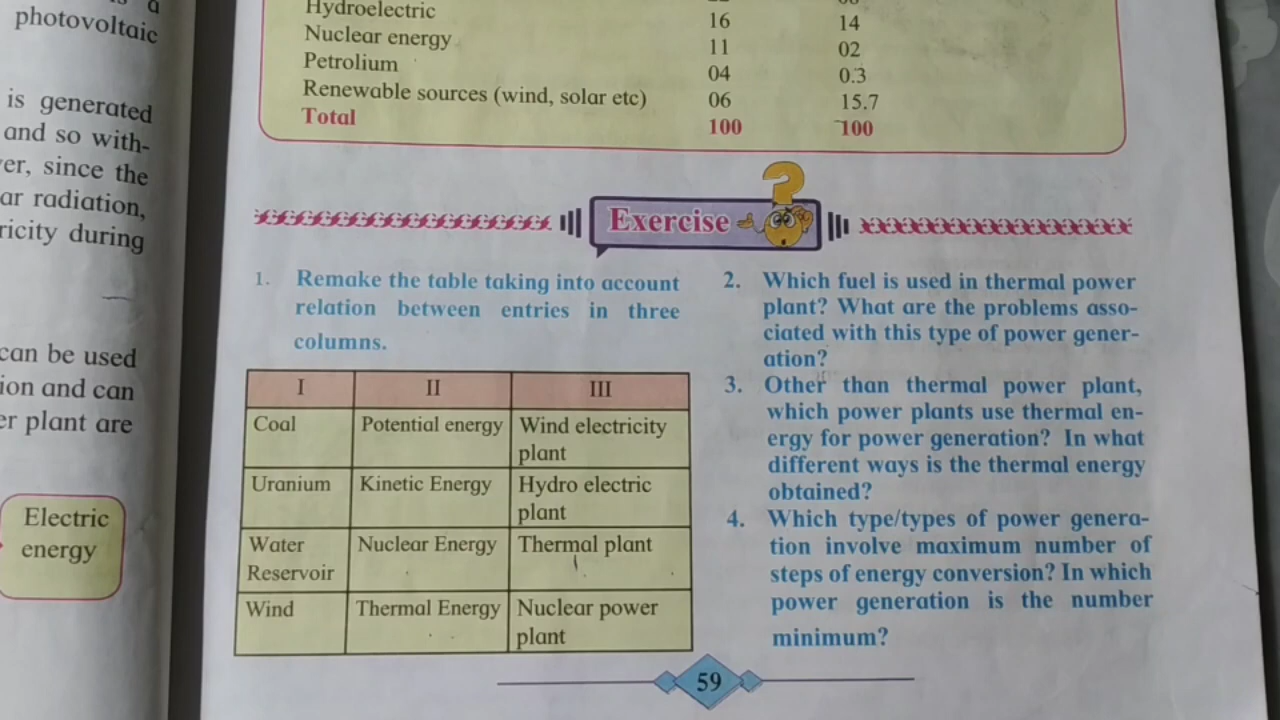 photovoltaic
is generated
and so with-
since the
radiation,
during
can be used
and can
plant are
Electric
energy
Hydroelectric
Nuclear energy 16 14
Petrolium 11 02
Renewable sources (wind, solar etc) 04 0.3
06 15.7
Total 100 100
Exercise
1. Remake the table taking into account
relation between entries in three
columns.
I II III
Coal Potential energy Wind electricity
plant
Uranium Kinetic Energy Hydro electric
plant
Water Nuclear Energy Thermal plant
Reservoir
Wind Thermal Energy Nuclear power
plant
2. Which fuel is used in thermal power
plant? What are the problems asso-
ciated with this type of power gener-
ation?
3. Other than thermal power plant,
which power plants use thermal en-
ergy for power generation? In what
different ways is the thermal energy
obtained?
4. Which type/types of power genera-
tion involve maximum number of
steps of energy conversion? In which
power generation is the number
minimum?
59